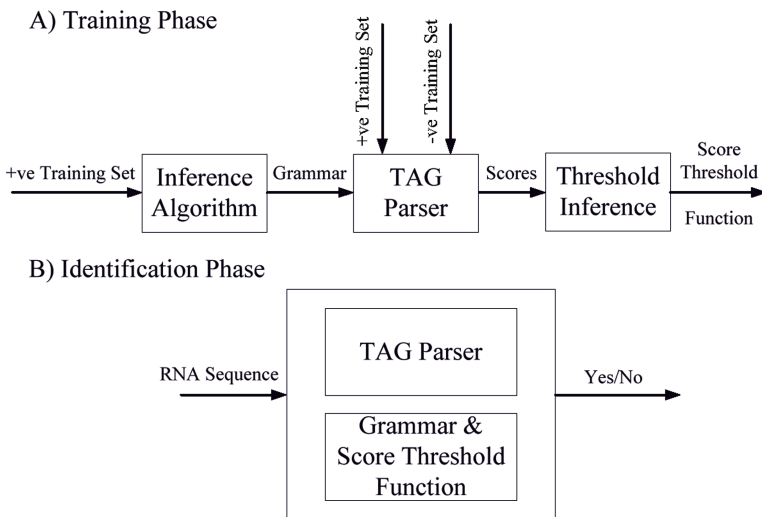 A) Training Phase
+ve Training Set
-ve Training Set
+ve Training Set
Inference
Algorithm
Grammar
TAG
Parser
Scores
Threshold
Inference
Score
Threshold
Function
B) Identification Phase
RNA Sequence
TAG Parser
Grammar &
Score Threshold
Function
Yes/No